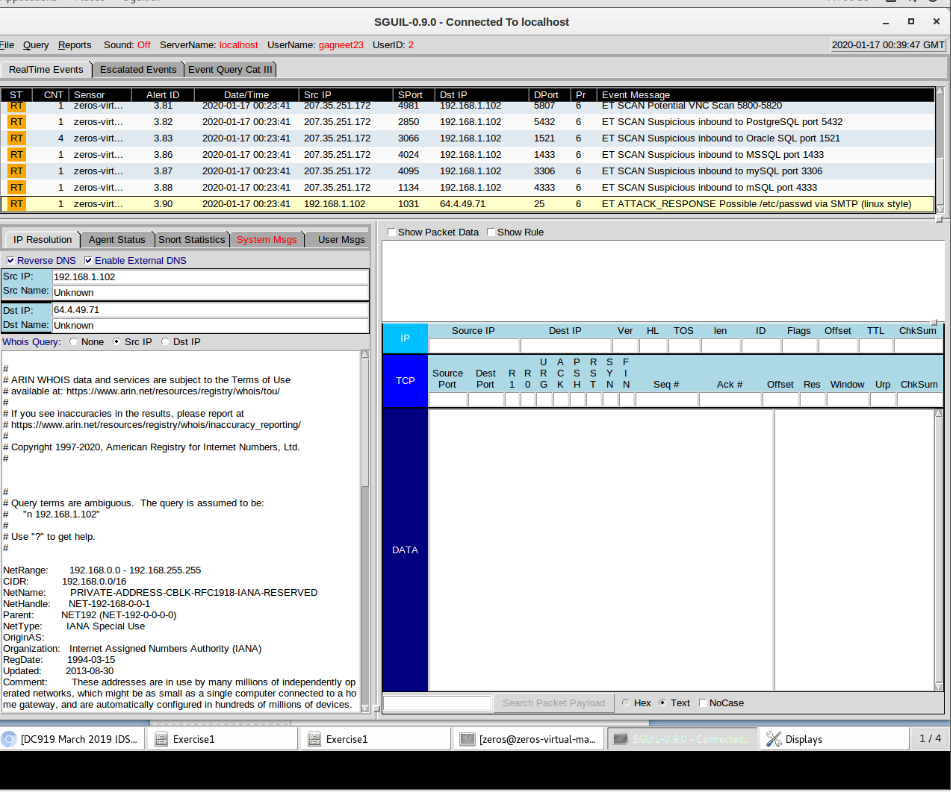 SGUIL-0.9.0 - Connected To localhost
File Query Reports Sound: Off ServerName: localhost UserName: gagneet23 UserID: 2 2020-01-17 00:39:47 GMT
RealTime Events Escalated Events Event Query Cat III
ST CNT Sensor Alert ID Date/Time Src IP SPort Dst IP DPort Pr Event Message
RT 1 zeros-virt... 3.81 2020-01-17 00:23:41 207.35.251.172 4981 192.168.1.102 5807 6 ET SCAN Potential VNC Scan 5800-5820
RT 1 zeros-virt... 3.82 2020-01-17 00:23:41 207.35.251.172 2850 192.168.1.102 5432 6 ET SCAN Suspicious inbound to PostgreSQL port 5432
RT 4 zeros-virt... 3.83 2020-01-17 00:23:41 207.35.251.172 3066 192.168.1.102 1521 6 ET SCAN Suspicious inbound to Oracle SQL port 1521
RT 1 zeros-virt... 3.86 2020-01-17 00:23:41 207.35.251.172 4024 192.168.1.102 1433 6 ET SCAN Suspicious inbound to MSSQL port 1433
RT 1 zeros-virt... 3.87 2020-01-17 00:23:41 207.35.251.172 4095 192.168.1.102 3306 6 ET SCAN Suspicious inbound to mySQL port 3306
RT 1 zeros-virt... 3.88 2020-01-17 00:23:41 207.35.251.172 1134 192.168.1.102 4333 6 ET SCAN Suspicious inbound to mSQL port 4333
RT 1 zeros-virt... 3.90 2020-01-17 00:23:41 192.168.1.102 1031 64.4.49.71 25 6 ET ATTACK_RESPONSE Possible /etc/passwd via SMTP (linux style)
IP Resolution Agent Status Snort Statistics System Msgs User Msgs
Reverse DNS Enable External DNS
Src IP: 192.168.1.102
Src Name: Unknown
Dst IP: 64.4.49.71
Dst Name: Unknown
Whois Query: None Src IP Dst IP
#
# ARIN WHOIS data and services are subject to the Terms of Use
# available at: https://www.arin.net/resources/registry/whois/tou/
#
# If you see inaccuracies in the results, please report at
# https://www.arin.net/resources/registry/whois/inaccuracy_reporting/
#
# Copyright 1997-2020, American Registry for Internet Numbers, Ltd.
#
#
# Query terms are ambiguous. The query is assumed to be:
# "n 192.168.1.102"
#
# Use "?" to get help.
#
NetRange: 192.168.0.0 - 192.168.255.255
CIDR: 192.168.0.0/16
NetName: PRIVATE-ADDRESS-CBLK-RFC1918-IANA-RESERVED
NetHandle: NET-192-168-0-0-1
Parent: NET192 (NET-192-0-0-0-0)
NetType: IANA Special Use
OriginAS:
Organization: Internet Assigned Numbers Authority (IANA)
RegDate: 1994-03-15
Updated: 2013-08-30
Comment: These addresses are in use by many millions of independently op
erated networks, which might be as small as a single computer connected to a ho
me gateway, and are automatically configured in hundreds of millions of devices.
Show Packet Data Show Rule
IP
Source IP Dest IP Ver HL TOS len ID Flags Offset TTL ChkSum
TCP
U A P R S F
Source Dest R R R C S S Y I
Port Port 1 0 G K H T N N Seq # Ack # Offset Res Window Urp ChkSum
DATA
Search Packet Payload Hex Text NoCase
[DC919 March 2019 IDS... Exercise1 Exercise1 [zeros@zeros-virtual-ma... SGUIL-0.9.0 - Connected... Displays 1 / 4